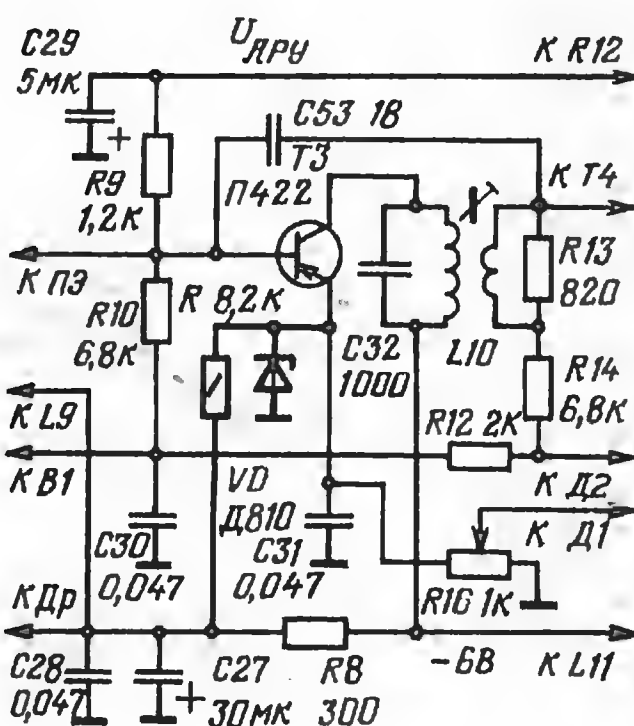 C29
5МК
UАРУ
К R12
C53 18
Т3
П422
R9
1,2К
К Т4
К ПЭ
R13
820
R10
6,8К
R 8,2К
C32
1000
L10
R14
6,8К
К L9
R12 2К
К В1
VD
Д810
К Д2
К Д1
C30
0,047
C31
0,047
К Др
R16 1К
C28
0,047
C27
30МК
R8
300
-6В
К L11